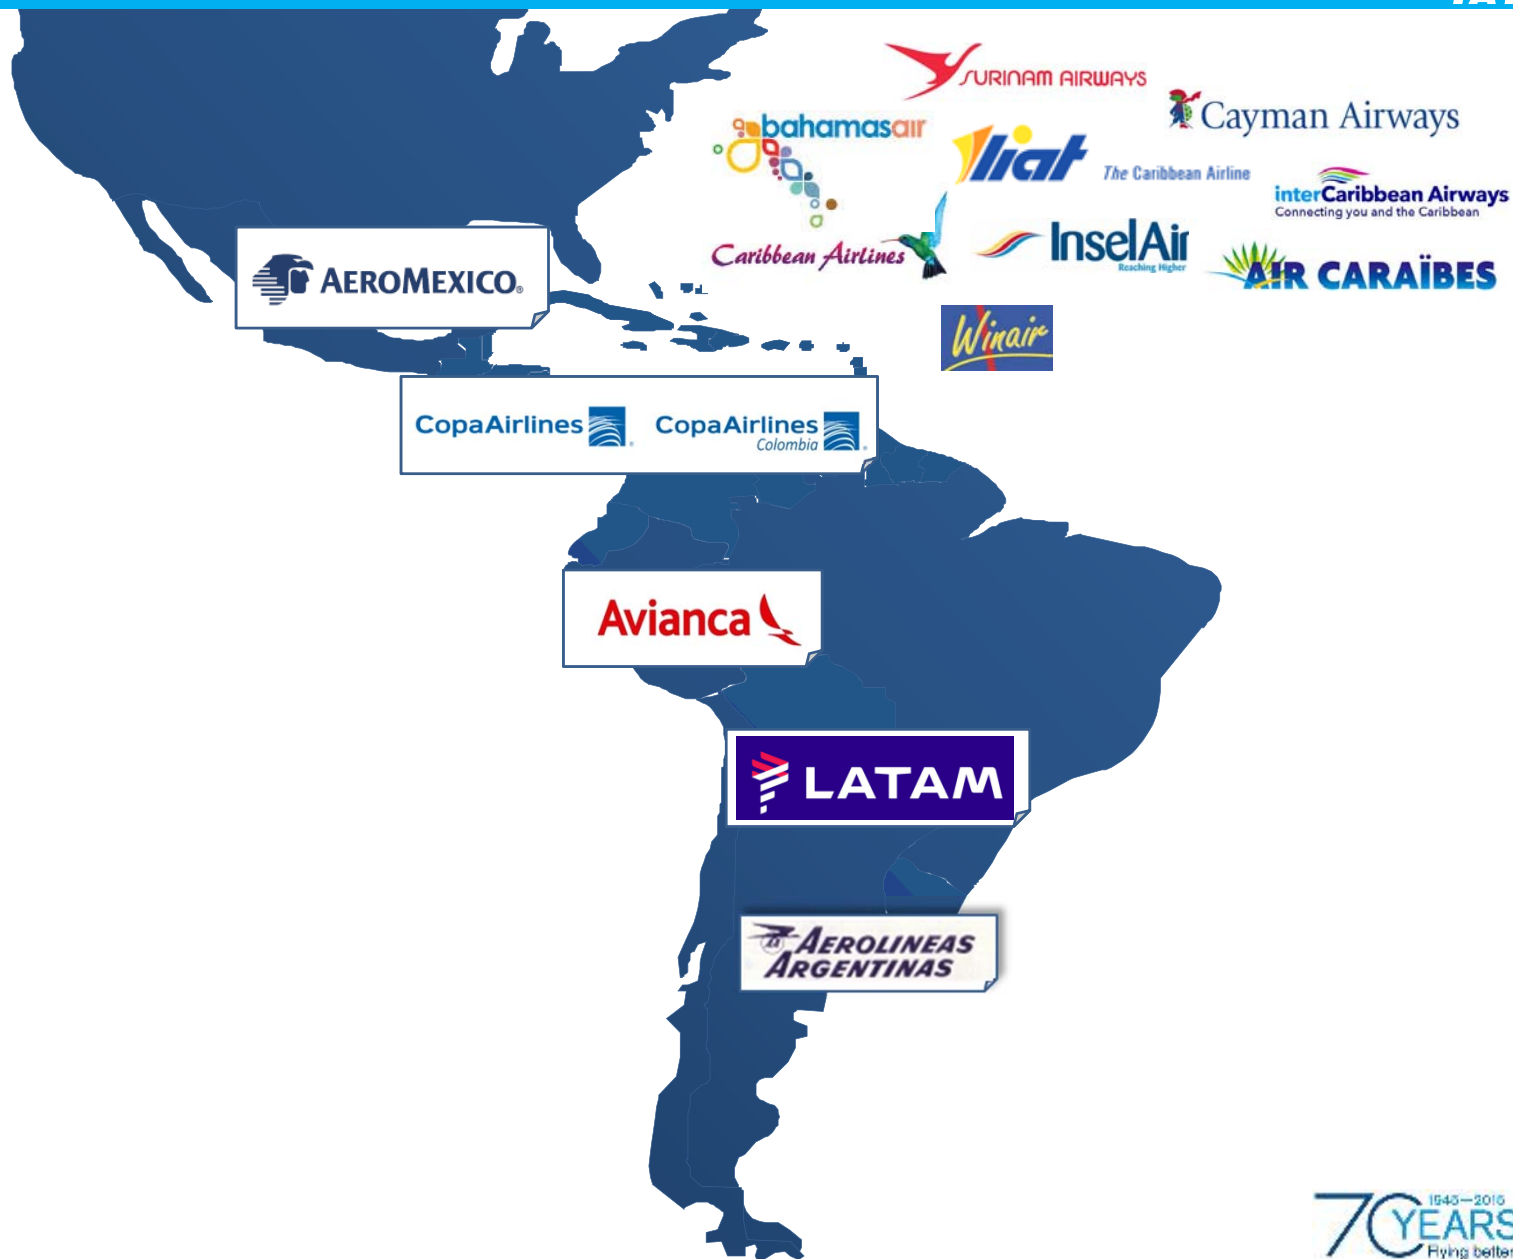 SURINAM AIRWAYS
Cayman Airways
bahamasair
liat
The Caribbean Airline
interCaribbean Airways
Connecting you and the Caribbean
Caribbean Airlines
InselAir
Reaching Higher
AIR CARAÏBES
AEROMEXICO®
Winair
CopaAirlines®
CopaAirlines®
Colombia
Avianca
LATAM
AEROLINEAS
ARGENTINAS
70 YEARS
1945–2015
Flying better